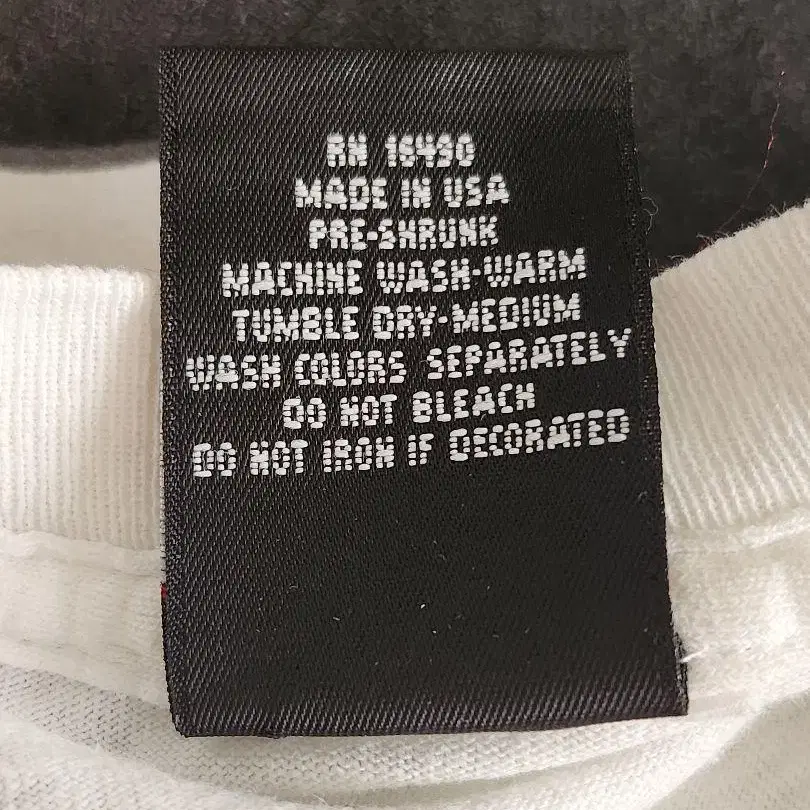 RN 16490
MADE IN USA
PRE-SHRUNK
MACHINE WASH-WARM
TUMBLE DRY-MEDIUM
WASH COLORS SEPARATELY
DO NOT BLEACH
DO NOT IRON IF DECORATED